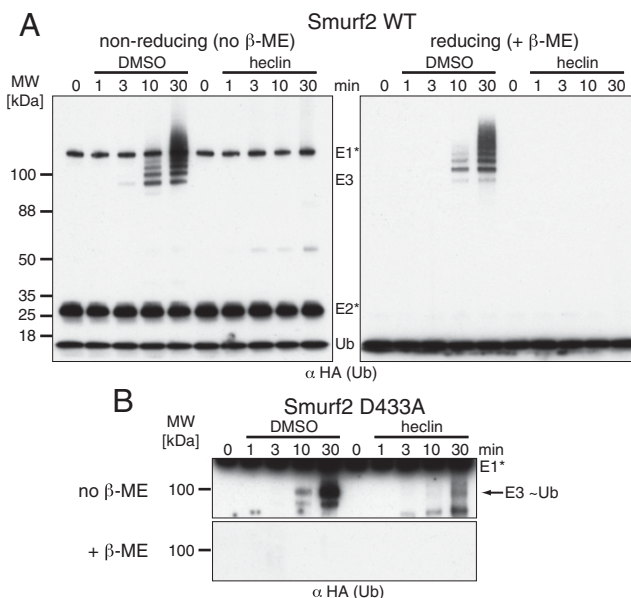 A
Smurf2 WT
non-reducing (no β-ME)
reducing (+ β-ME)
MW
[kDa]
DMSO
heclin
DMSO
heclin
0 1 3 10 30 0 1 3 10 30 min 0 1 3 10 30 0 1 3 10 30
E1*
100
E3
88
50
35
25
E2*
18
Ub
α HA (Ub)
B
Smurf2 D433A
MW
[kDa]
DMSO
heclin
0 1 3 10 30 0 1 3 10 30 min
E1*
no β-ME
100
E3 ~Ub
+ β-ME
100
α HA (Ub)